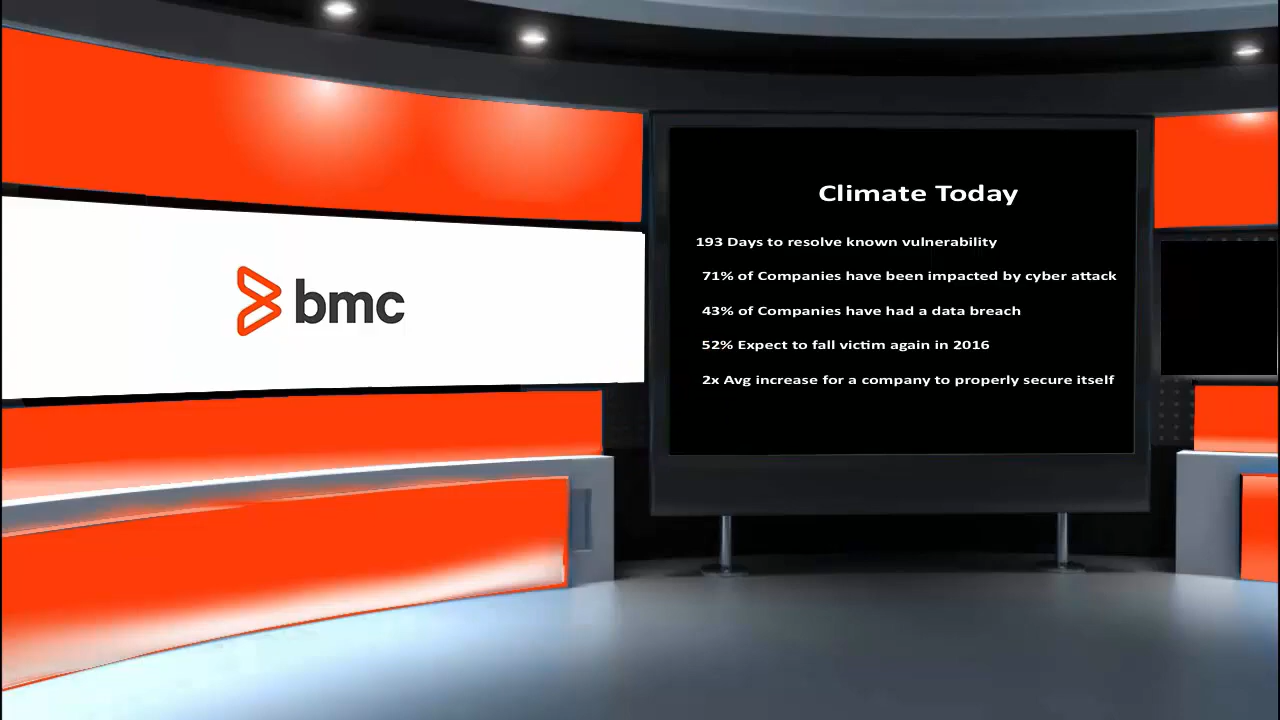 bmc
Climate Today
193 Days to resolve known vulnerability
71% of Companies have been impacted by cyber attack
43% of Companies have had a data breach
52% Expect to fall victim again in 2016
2x Avg increase for a company to properly secure itself